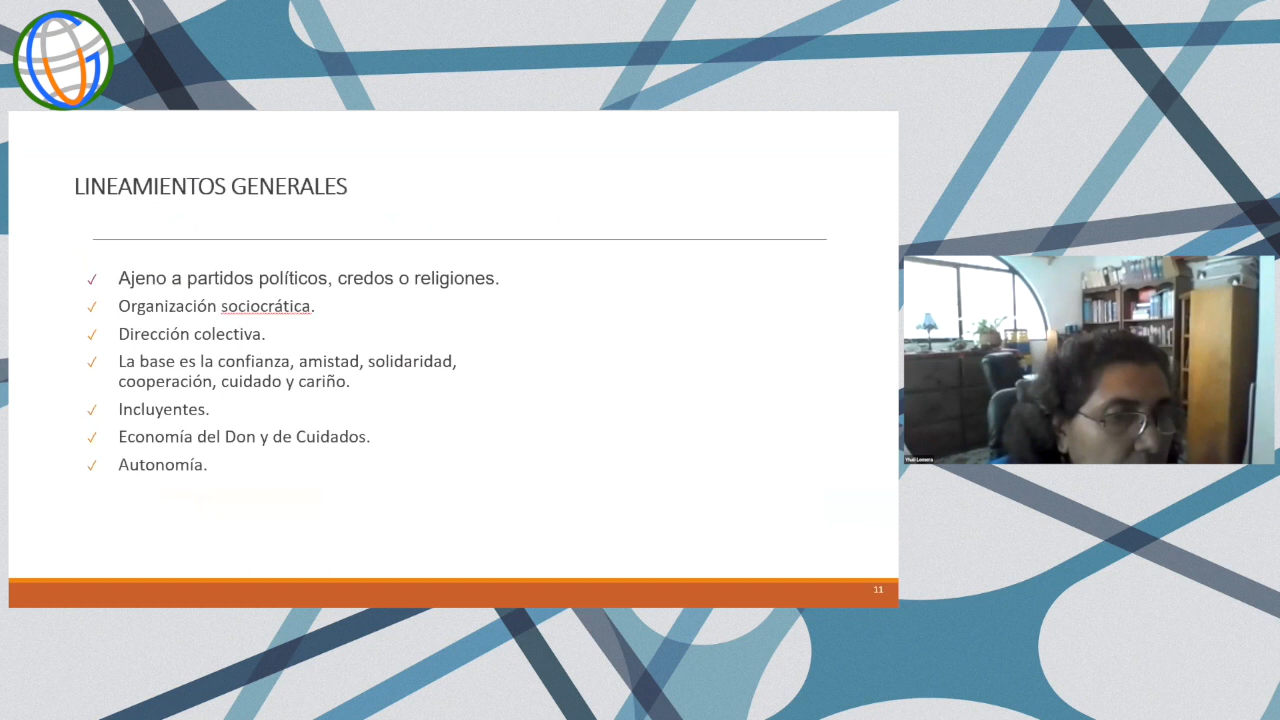 LINEAMIENTOS GENERALES
✓ Ajeno a partidos políticos, credos o religiones.
✓ Organización sociocrática.
✓ Dirección colectiva.
✓ La base es la confianza, amistad, solidaridad,
cooperación, cuidado y cariño.
✓ Incluyentes.
✓ Economía del Don y de Cuidados.
✓ Autonomía.
11